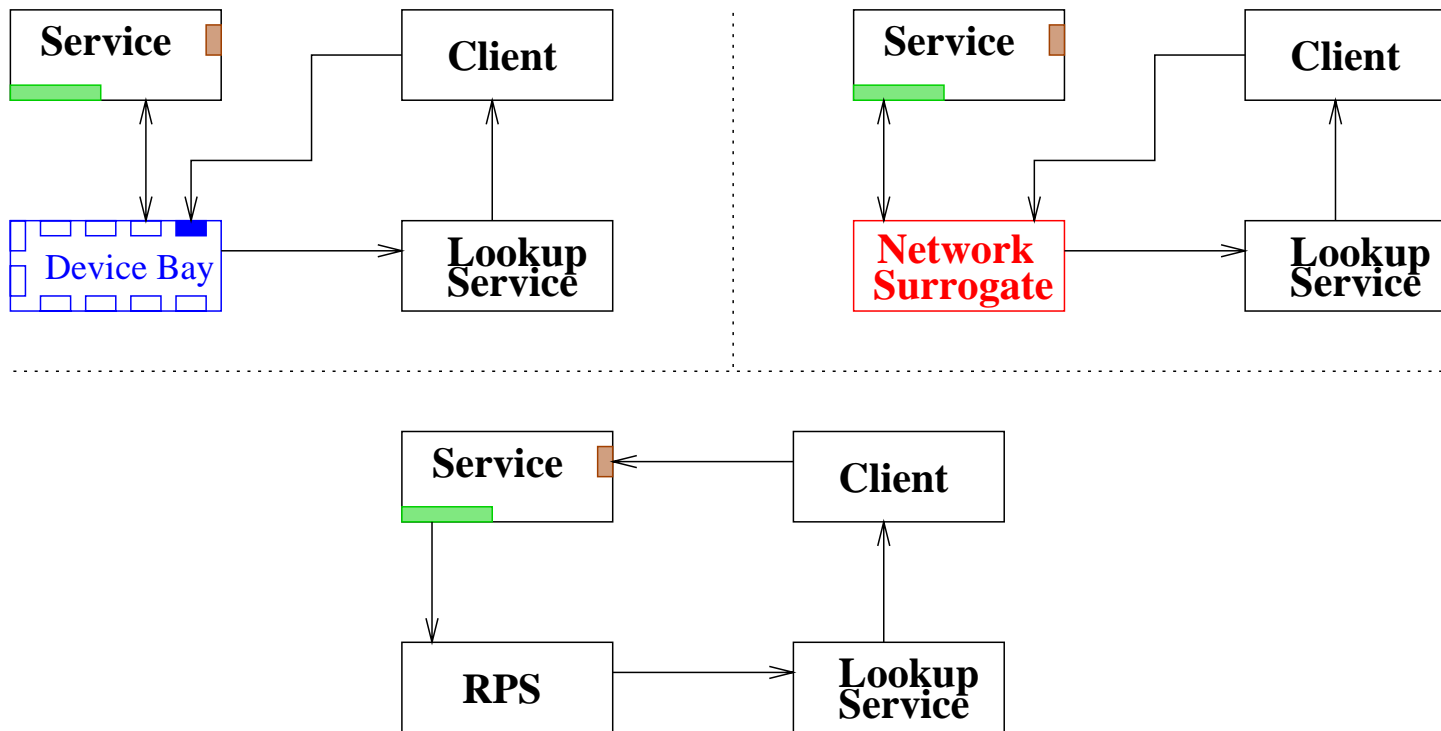 Service
Client
Device Bay
Lookup
Service
Service
Client
Network
Surrogate
Lookup
Service
Service
Client
RPS
Lookup
Service